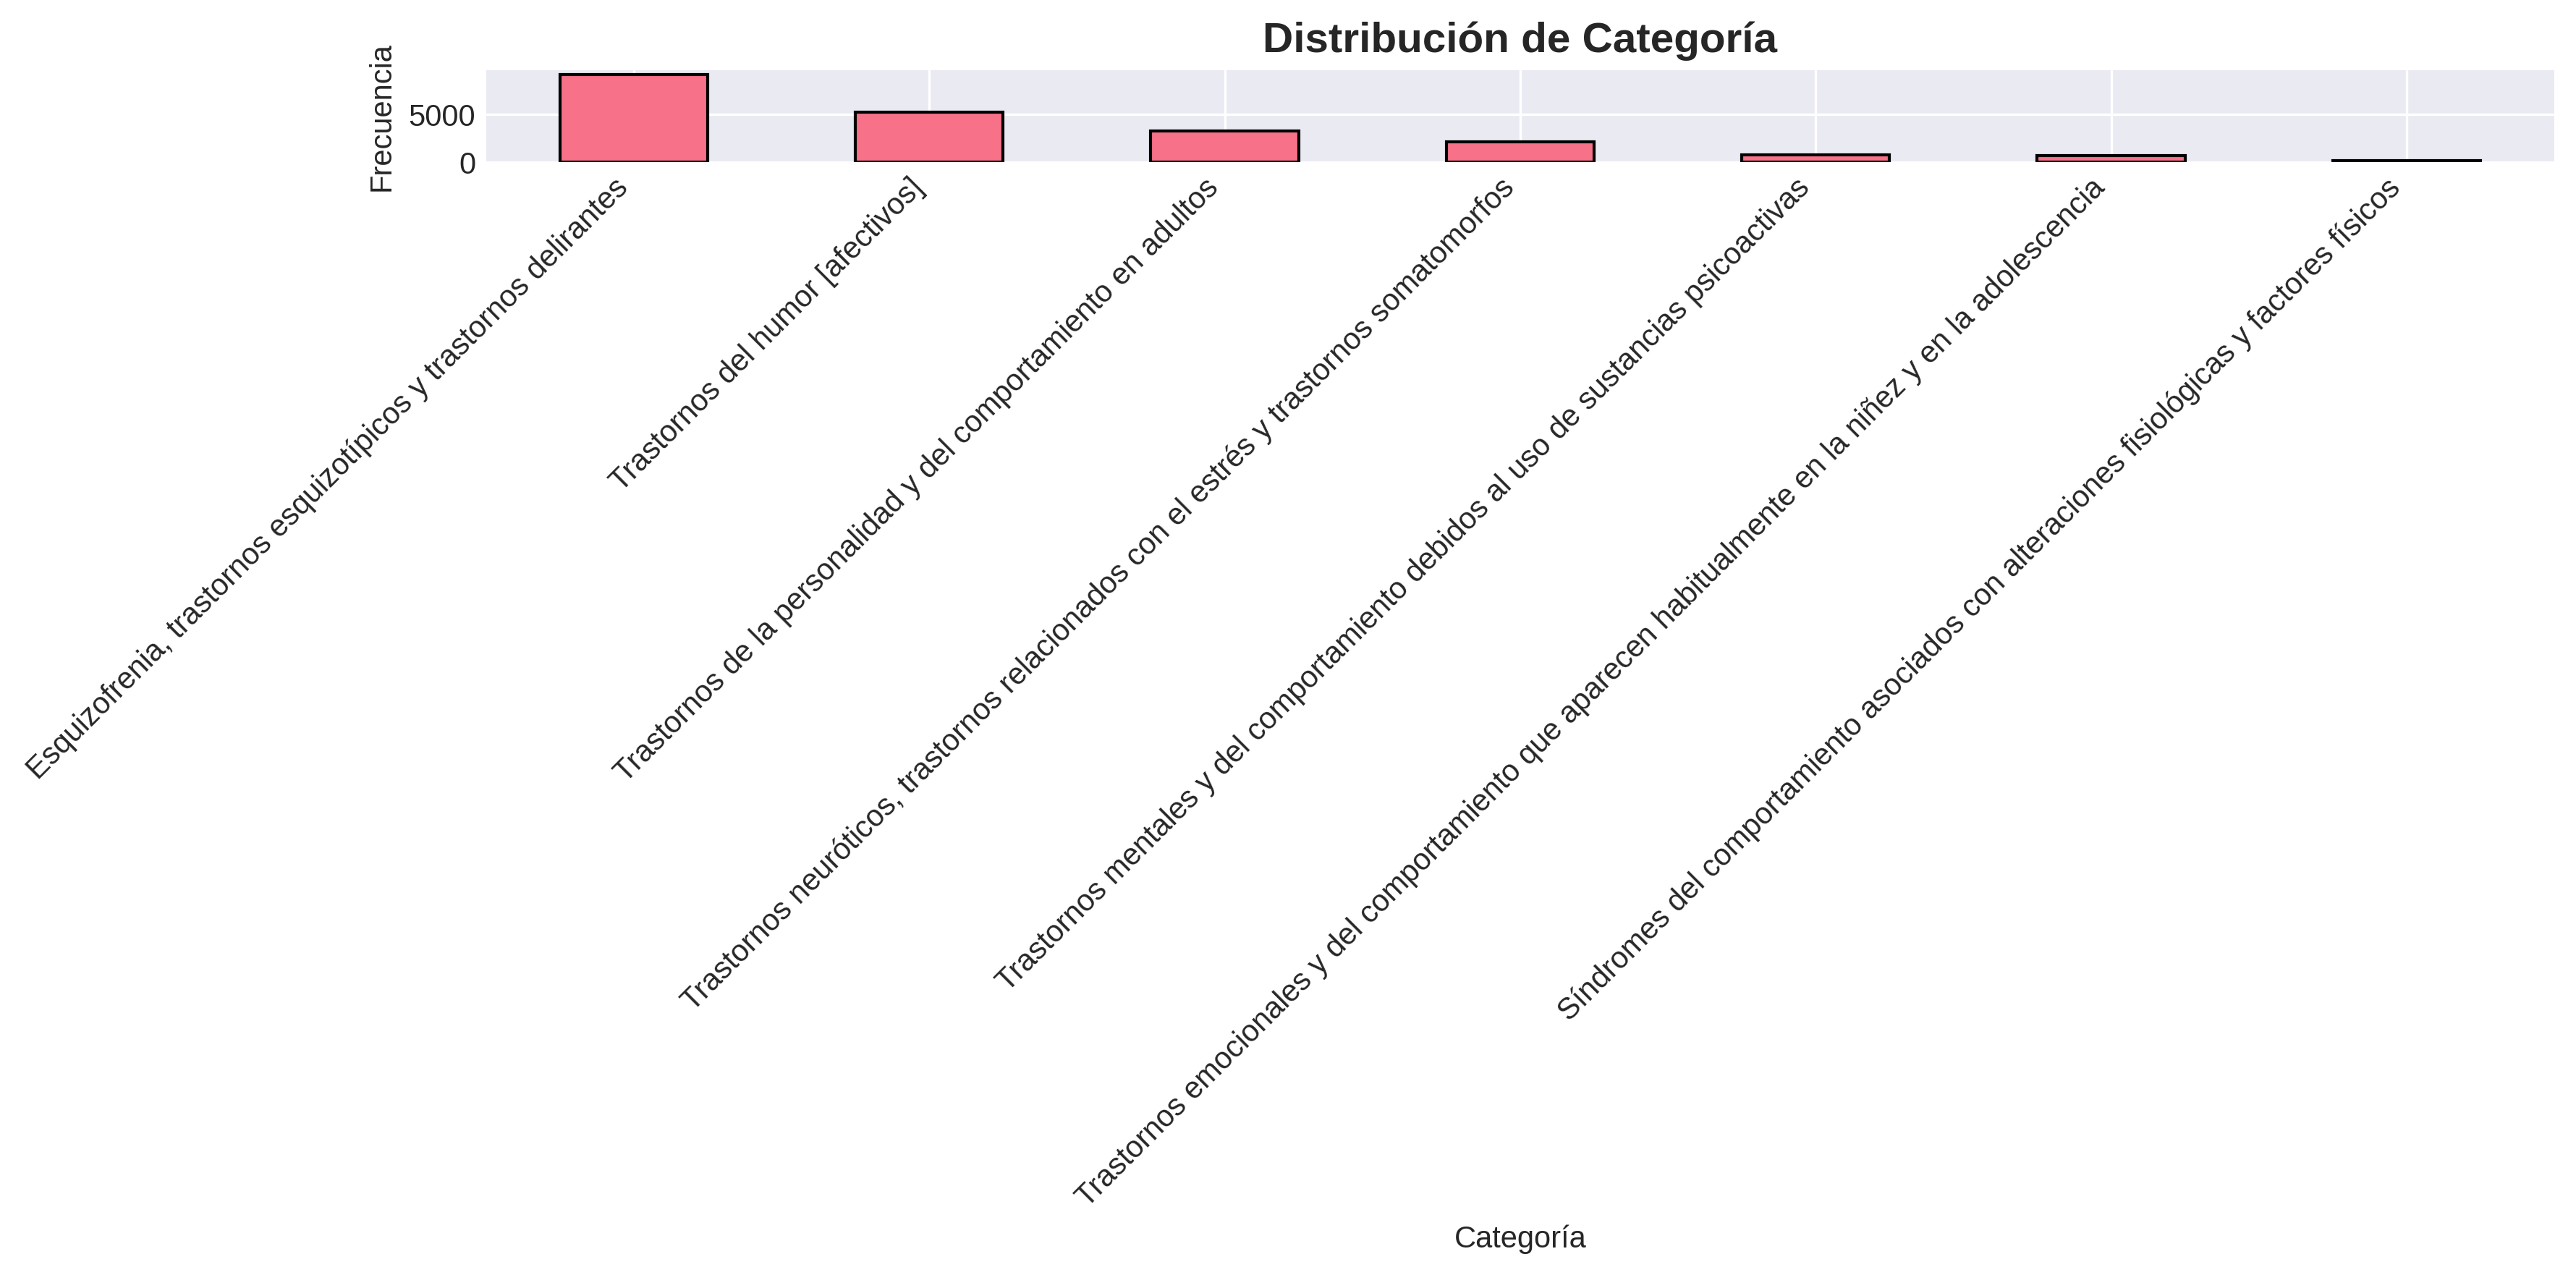 Distribución de Categoría
Frecuencia
5000
0
Esquizofrenia, trastornos esquizotípicos y trastornos delirantes
Trastornos del humor [afectivos]
Trastornos de la personalidad y del comportamiento en adultos
Trastornos neuróticos, trastornos relacionados con el estrés y trastornos somatomorfos
Trastornos mentales y del comportamiento debidos al uso de sustancias psicoactivas
Trastornos emocionales y del comportamiento que aparecen habitualmente en la niñez y en la adolescencia
Síndromes del comportamiento asociados con alteraciones fisiológicas y factores físicos
Categoría